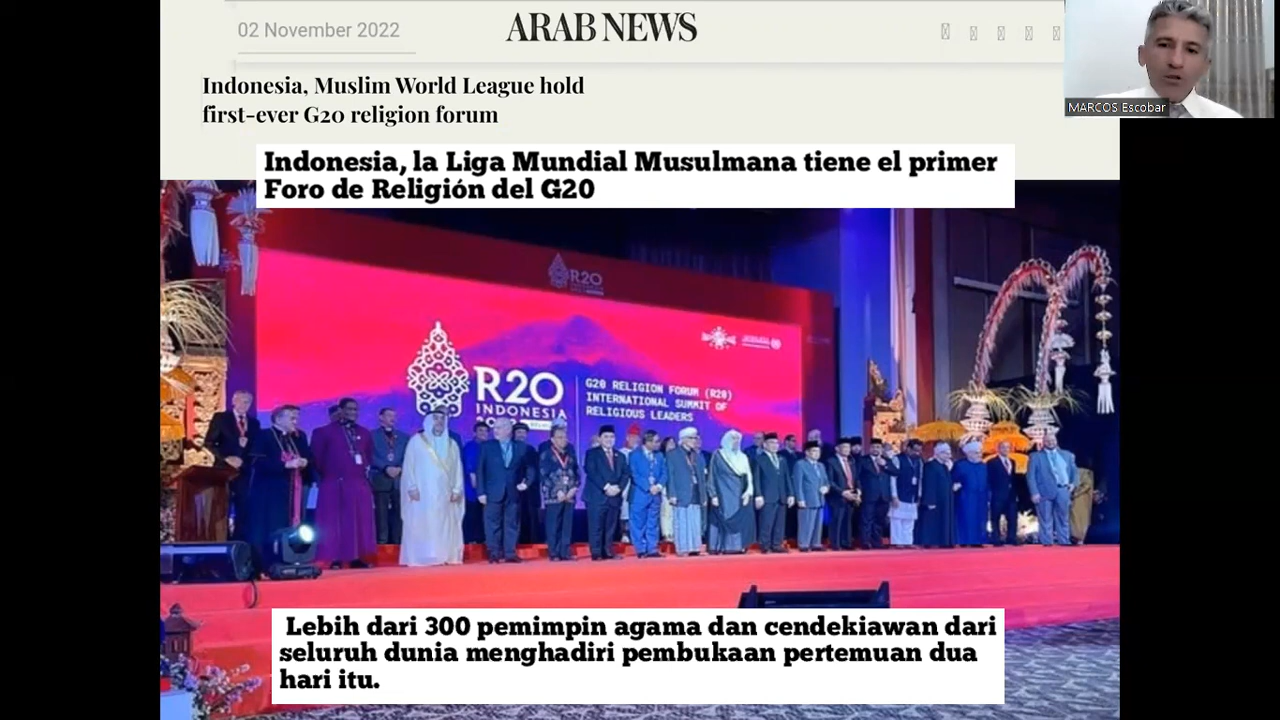 02 November 2022
ARAB NEWS
MARCOS Escobar
Indonesia, Muslim World League hold
first-ever G20 religion forum
Indonesia, la Liga Mundial Musulmana tiene el primer
Foro de Religión del G20
R20
R20
INDONESIA
G20 RELIGION FORUM (R20)
INTERNATIONAL SUMMIT OF
RELIGIOUS LEADERS
Lebih dari 300 pemimpin agama dan cendekiawan dari
seluruh dunia menghadiri pembukaan pertemuan dua
hari itu.